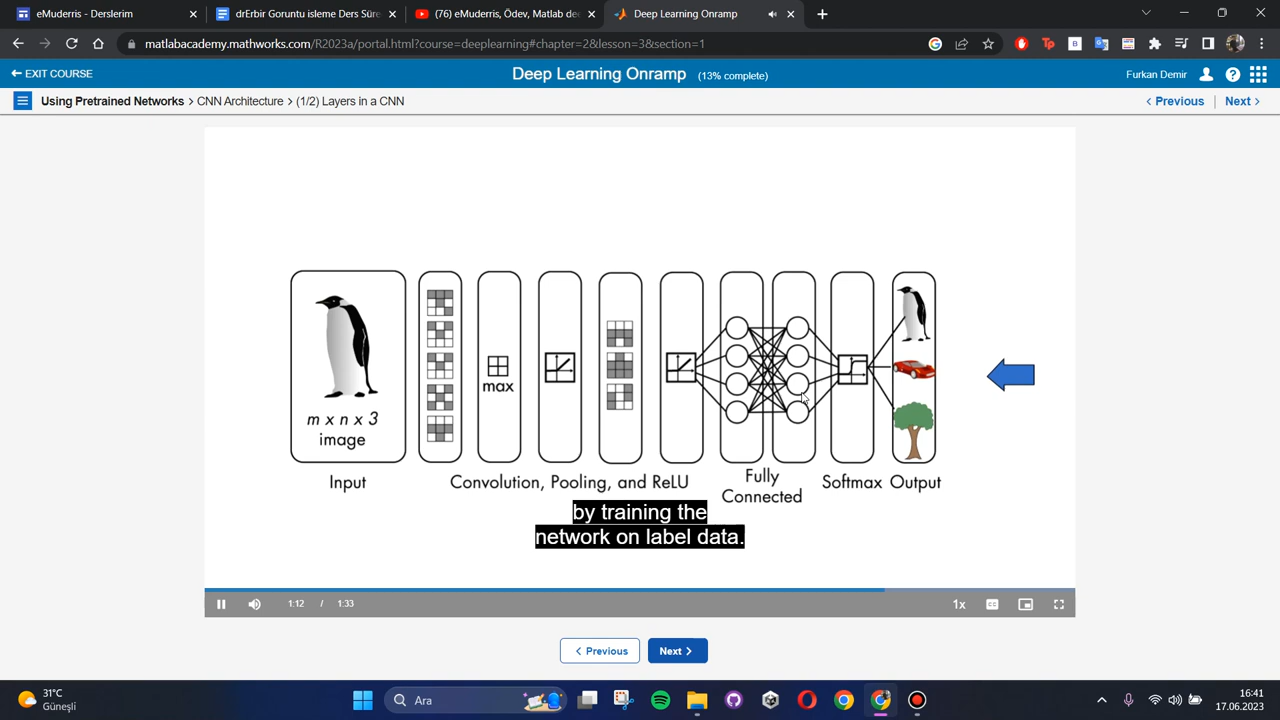 eMuderris - Derslerim
drErbir Goruntu isleme Ders Süre
(76) eMuderris, Ödev, Matlab dec
Deep Learning Onramp
matlabacademy.mathworks.com/R2023a/portal.html?course=deeplearning#chapter=2&lesson=3&section=1
EXIT COURSE
Deep Learning Onramp (13% complete)
Furkan Demir
Using Pretrained Networks > CNN Architecture > (1/2) Layers in a CNN
Previous
Next
max
m x n x 3
image
Input
Convolution, Pooling, and ReLU
Fully
Connected
Softmax
Output
by training the
network on label data.
1:12 / 1:33
1x
CC
Previous
Next
31°C
Güneşli
Ara
16:41
17.06.2023